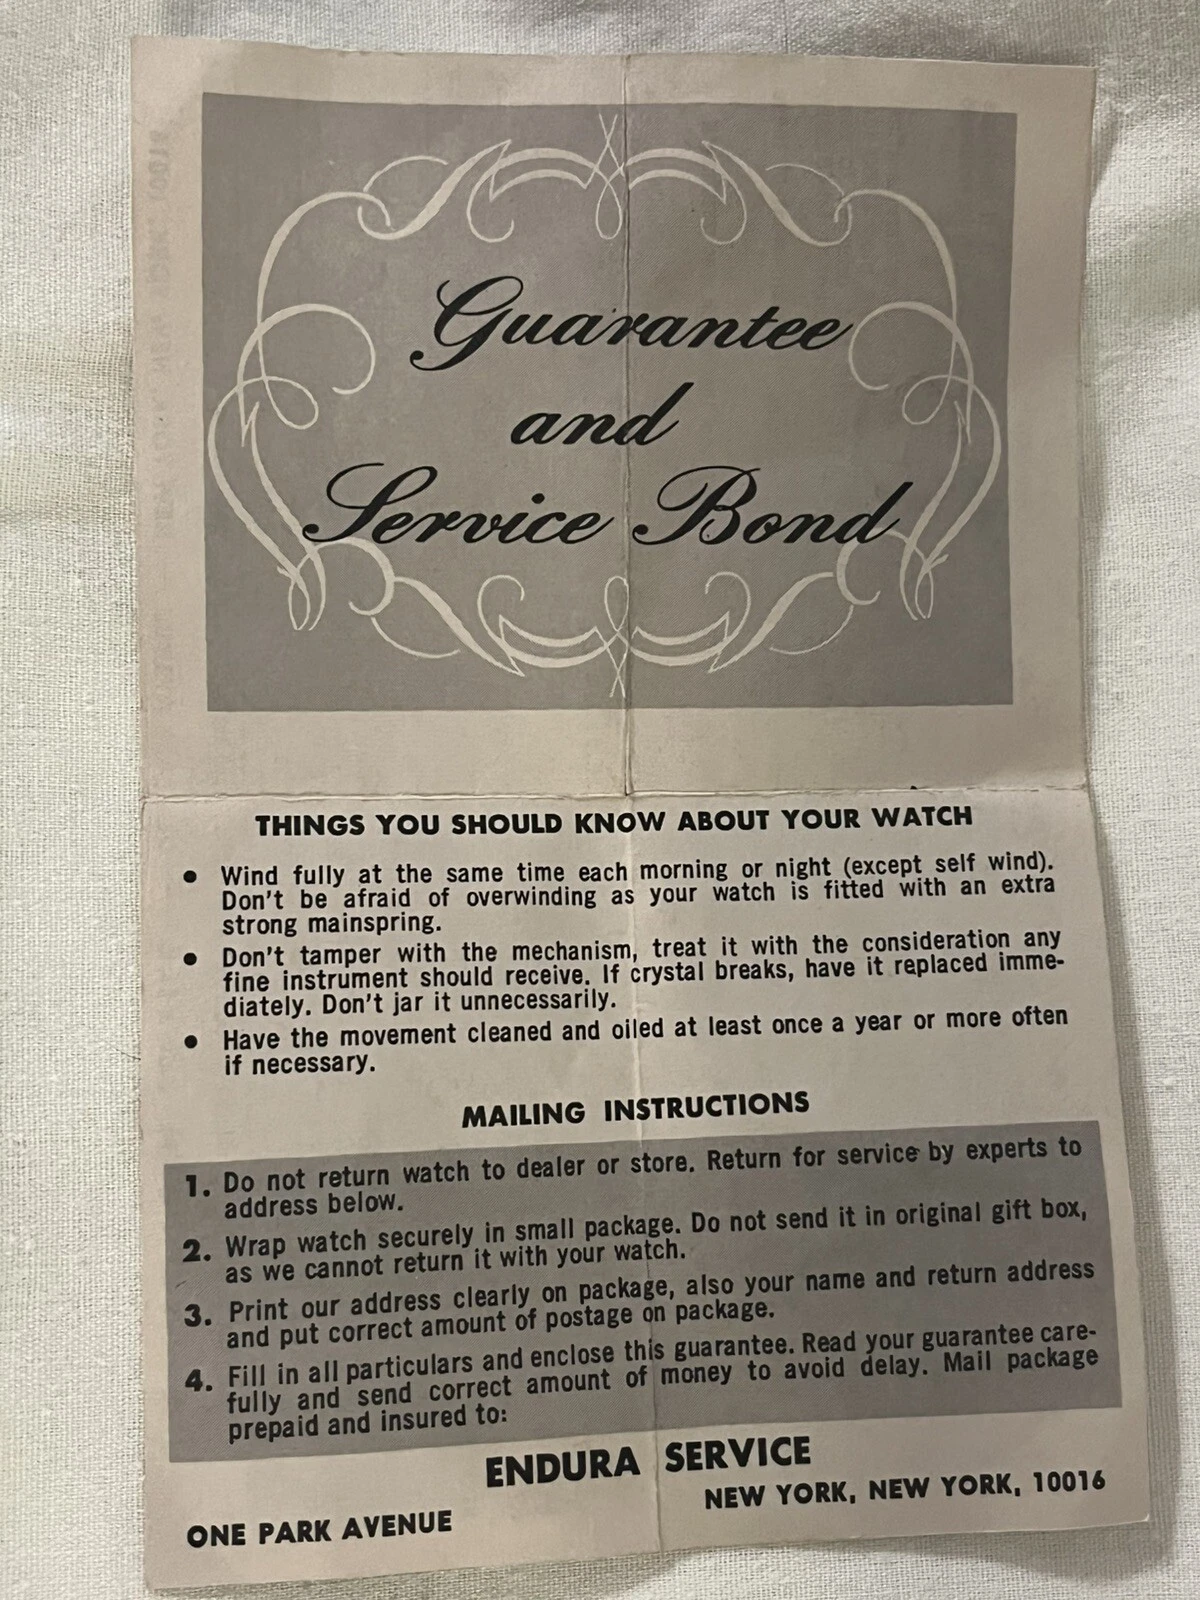 Guarantee
and
Service Bond
THINGS YOU SHOULD KNOW ABOUT YOUR WATCH
● Wind fully at the same time each morning or night (except self wind).
Don't be afraid of overwinding as your watch is fitted with an extra
strong mainspring.
● Don't tamper with the mechanism, treat it with the consideration any
fine instrument should receive. If crystal breaks, have it replaced imme-
diately. Don't jar it unnecessarily.
● Have the movement cleaned and oiled at least once a year or more often
if necessary.
MAILING INSTRUCTIONS
1. Do not return watch to dealer or store. Return for service by experts to
address below.
2. Wrap watch securely in small package. Do not send it in original gift box,
as we cannot return it with your watch.
3. Print our address clearly on package, also your name and return address
and put correct amount of postage on package.
4. Fill in all particulars and enclose this guarantee. Read your guarantee care-
fully and send correct amount of money to avoid delay. Mail package
prepaid and insured to:
ENDURA SERVICE
ONE PARK AVENUE NEW YORK, NEW YORK, 10016